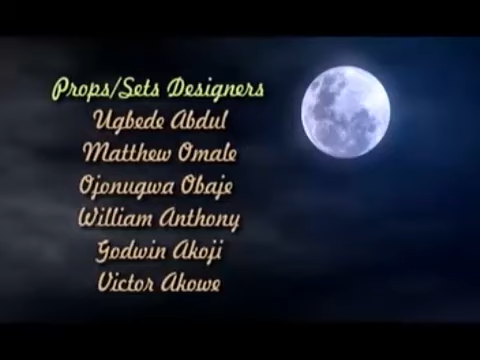 Props/Sets Designers
Ugbede Abdul
Matthew Omale
Ojonugwa Obaje
William Anthony
Godwin Akoji
Victor Akowe